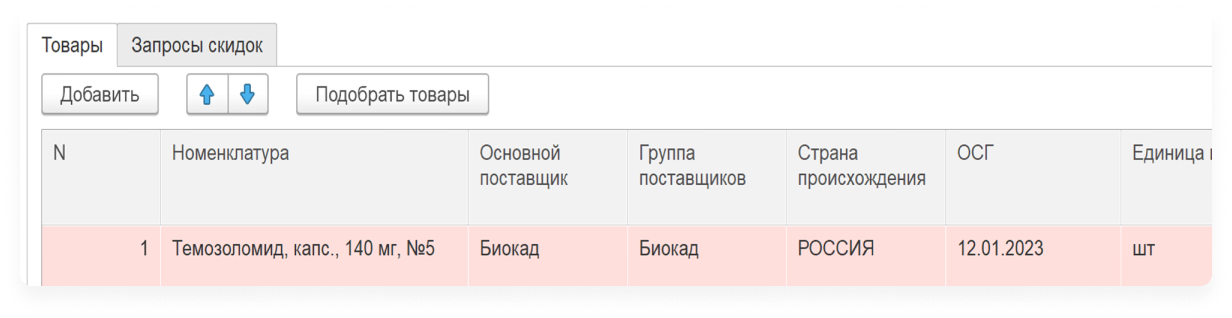 Товары Запросы скидок
Добавить Подобрать товары
N Номенклатура Основной поставщик Группа поставщиков Страна происхождения ОСГ Единица
1 Темозоломид, капс., 140 мг, №5 Биокад Биокад РОССИЯ 12.01.2023 шт